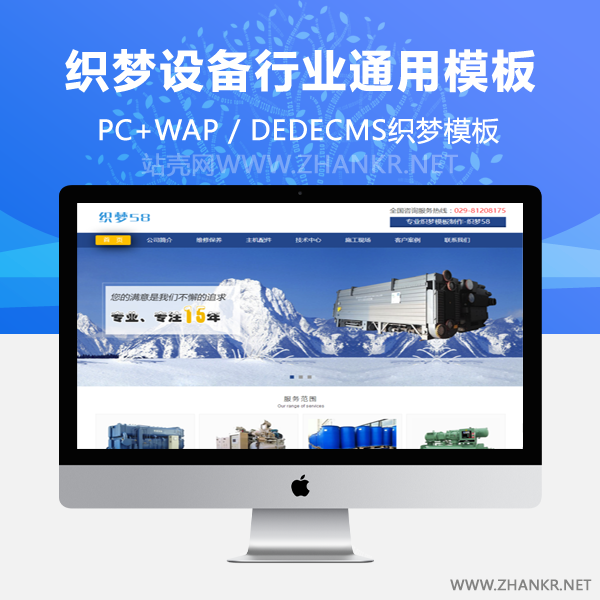 织梦设备行业通用模板
PC+WAP / DEDECMS织梦模板
站壳网WWW.ZHANKR.NET
织梦58
全国咨询服务热线：029-81208175
专业织梦模板制作-织梦58
首 页 公司简介 维修保养 主机配件 技术中心 施工现场 客户案例 联系我们
您的满意是我们不懈的追求
专业、专注15年
服务范围
Our range of services
WWW.ZHANKR.NET